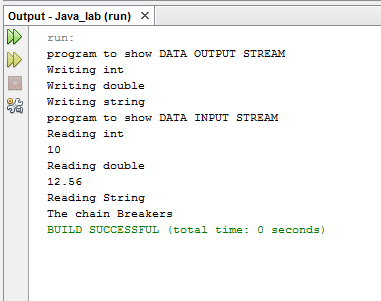 Output - Java_lab (run)
run:
program to show DATA OUTPUT STREAM
Writing int
Writing double
Writing string
program to show DATA INPUT STREAM
Reading int
10
Reading double
12.56
Reading String
The chain Breakers
BUILD SUCCESSFUL (total time: 0 seconds)